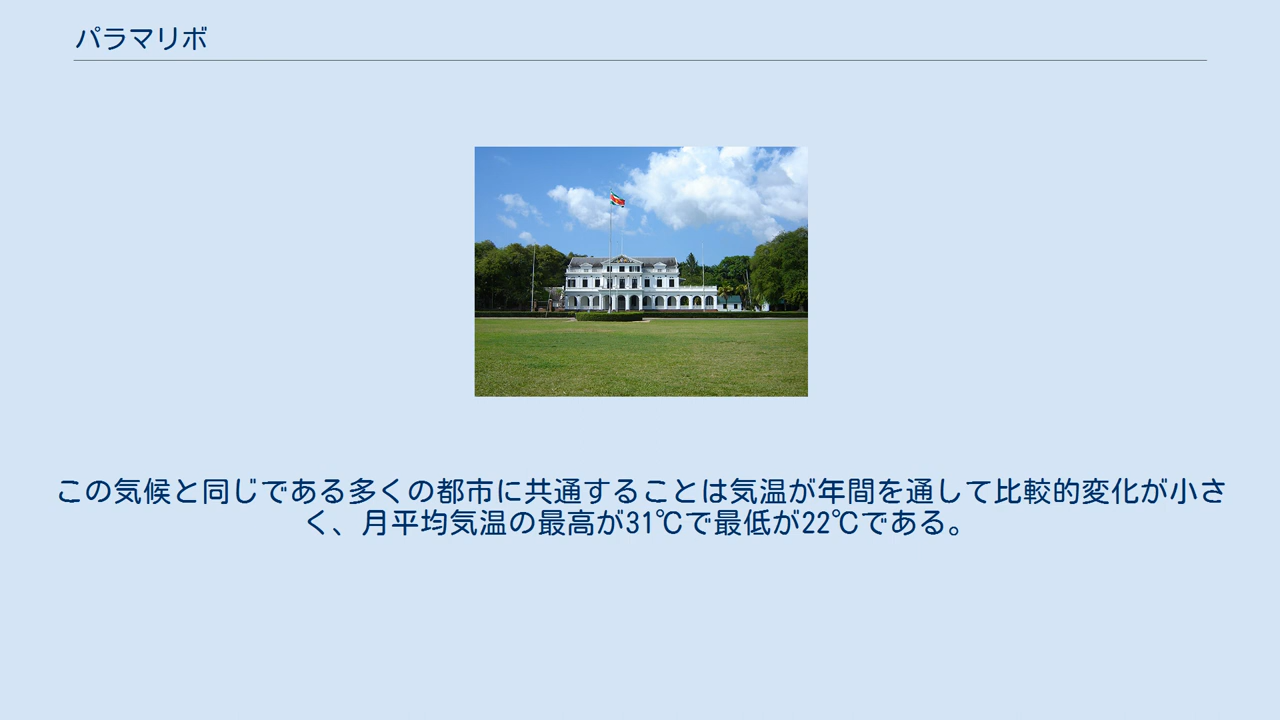 パラマリボ
この気候と同じである多くの都市に共通することは気温が年間を通して比較的変化が小さ
く、月平均気温の最高が31℃で最低が22℃である。